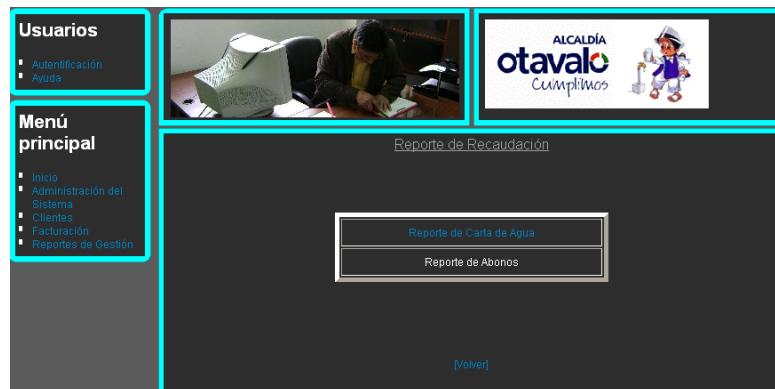 Usuarios
Autentificación
Ayuda
Menú
principal
Inicio
Administración del
Sistema
Clientes
Facturación
Reportes de Gestión
ALCALDÍA
otavalo
Cumplimos
Reporte de Recaudación
Reporte de Carta de Agua
Reporte de Abonos
[Volver]